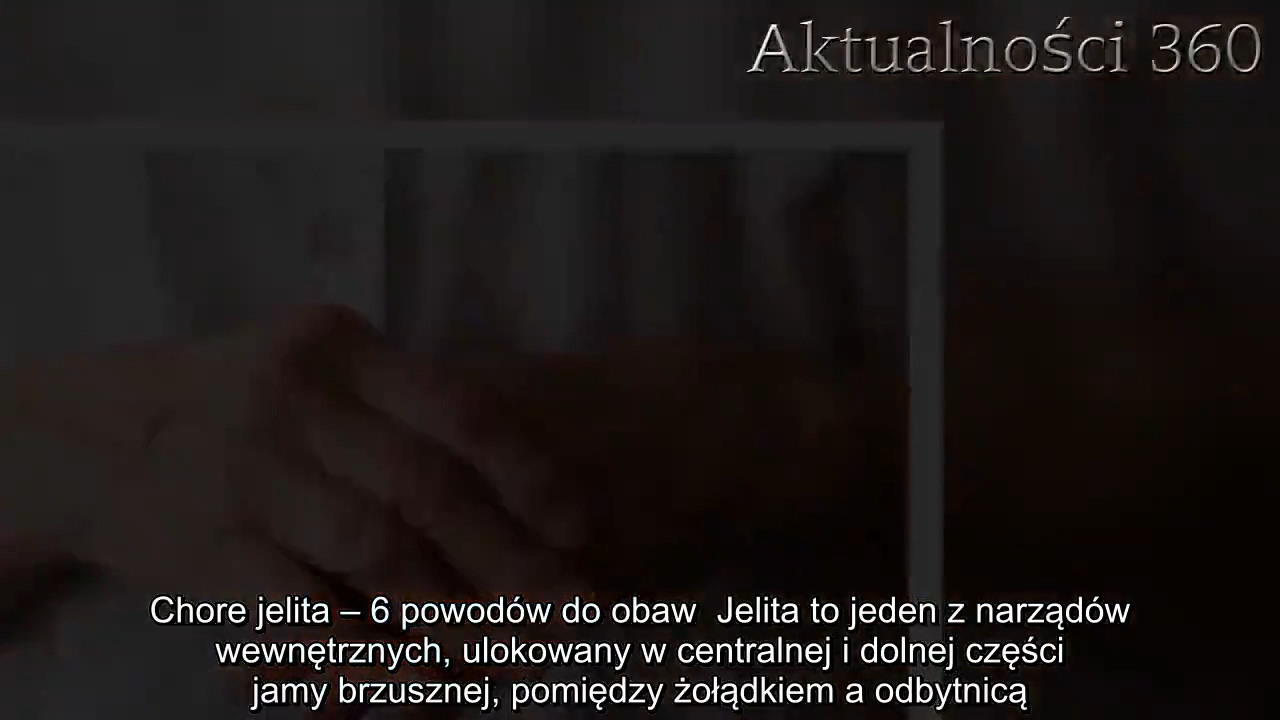 Aktualności 360
Chore jelita – 6 powodów do obaw  Jelita to jeden z narządów
wewnętrznych, ulokowany w centralnej i dolnej części
jamy brzusznej, pomiędzy żołądkiem a odbytnicą